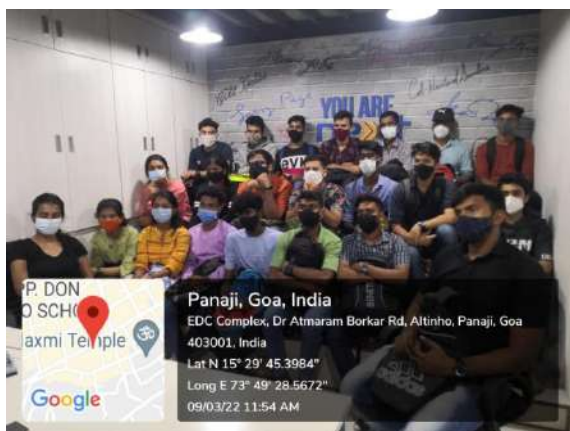 YOU ARE
P. DON
O SCH
axmi Temple
Google
Panaji, Goa, India
EDC Complex, Dr Atmaram Borkar Rd, Altinho, Panaji, Goa
403001, India
Lat N 15° 29' 45.3984"
Long E 73° 49' 28.5672"
09/03/22 11:54 AM